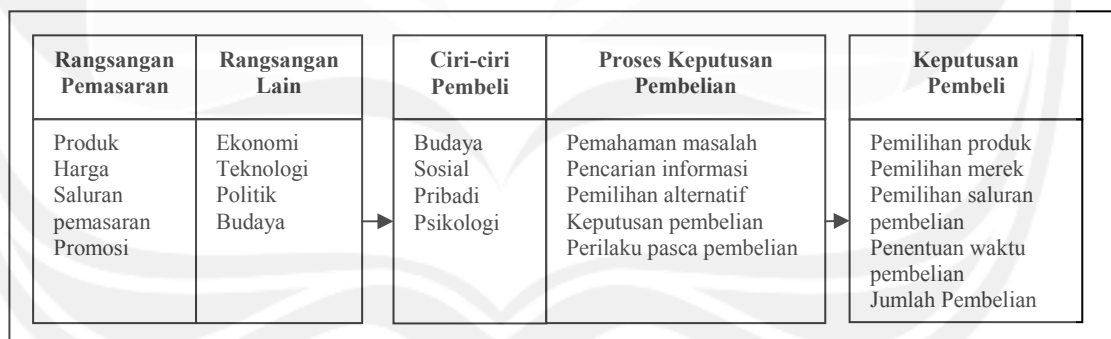 Rangsangan
Pemasaran
Produk
Harga
Saluran
pemasaran
Promosi
Rangsangan
Lain
Ekonomi
Teknologi
Politik
Budaya
Ciri-ciri
Pembeli
Budaya
Sosial
Pribadi
Psikologi
Proses Keputusan
Pembelian
Pemahaman masalah
Pencarian informasi
Pemilihan alternatif
Keputusan pembelian
Perilaku pasca pembelian
Keputusan
Pembeli
Pemilihan produk
Pemilihan merek
Pemilihan saluran
pembelian
Penentuan waktu
pembelian
Jumlah Pembelian